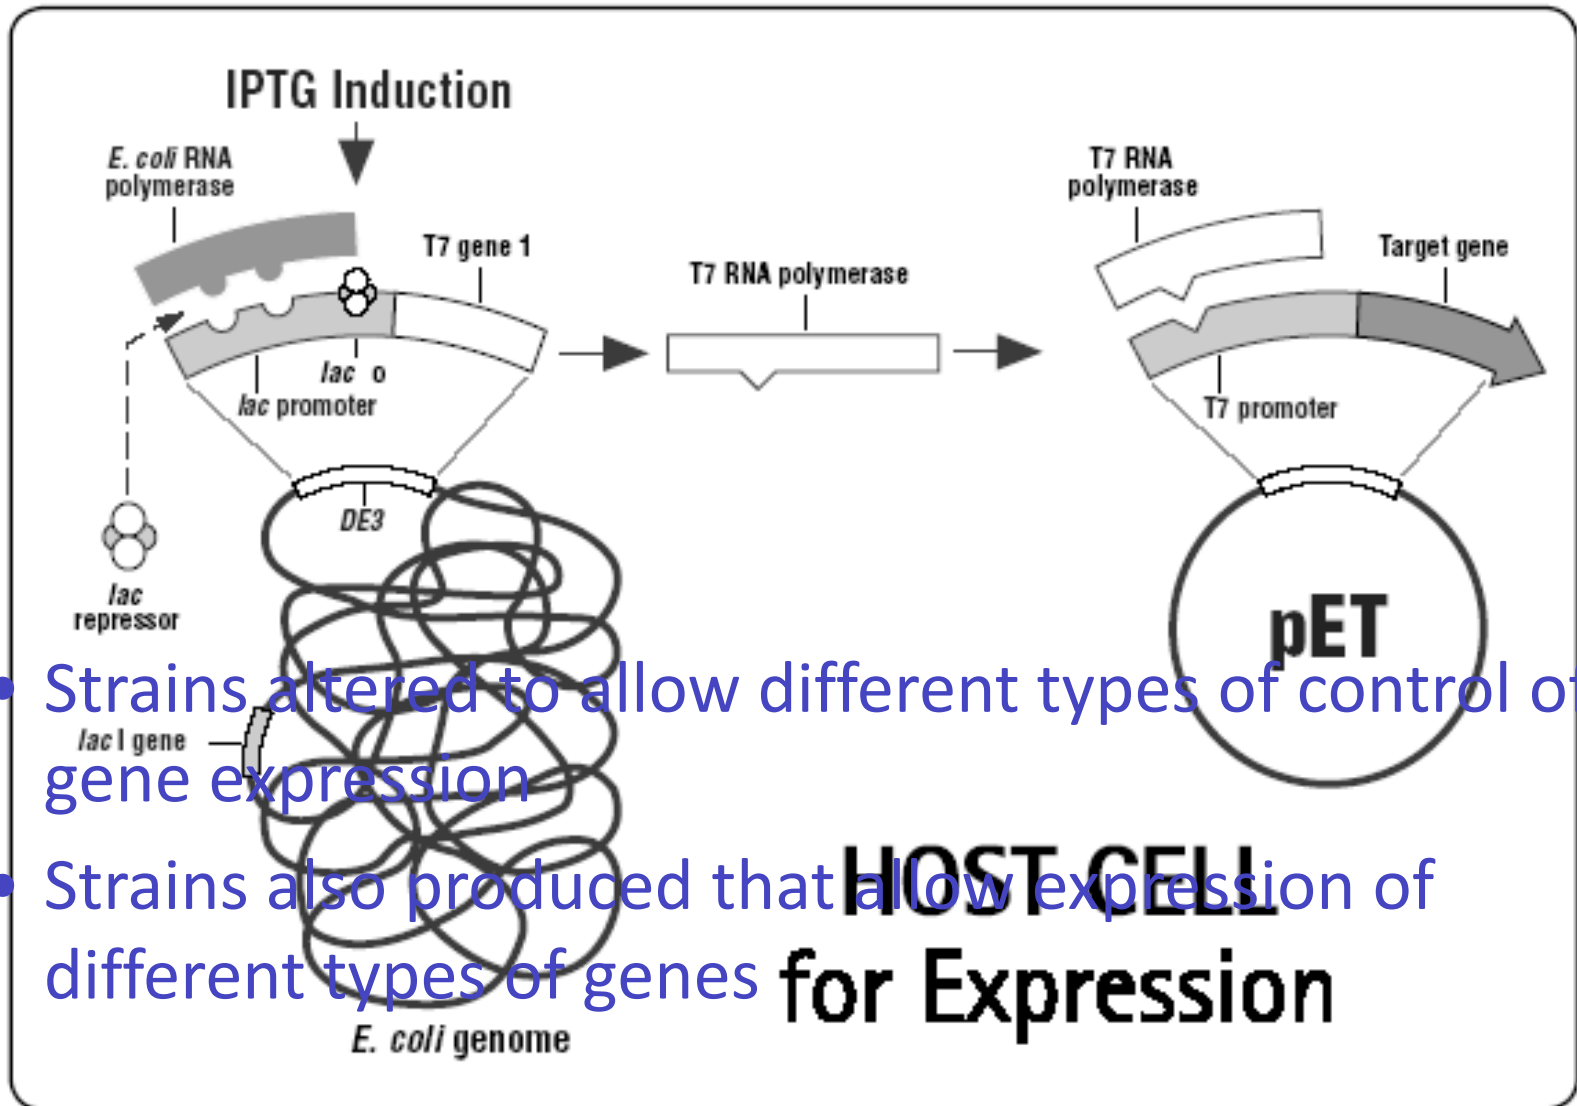 IPTG Induction
E. coli RNA
polymerase
T7 gene 1
lac o
lac promoter
DE3
lac
repressor
T7 RNA polymerase
T7 RNA
polymerase
Target gene
T7 promoter
pET
• Strains altered to allow different types of control of
gene expression
lac I gene
• Strains also produced that allow expression of
different types of genes
HOST CELL
for Expression
E. coli genome